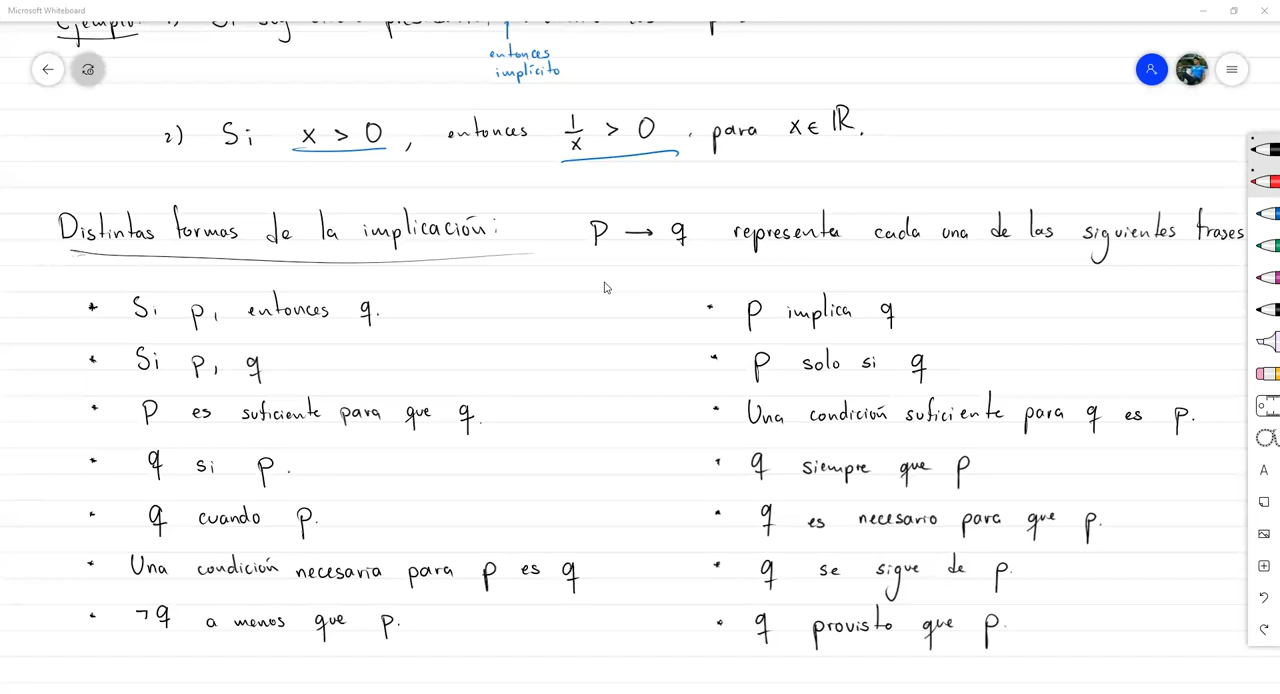 Microsoft Whiteboard
Ejemplo:
entonces
implícito
2) Si x > 0, entonces 1/x > 0, para x ∈ ℝ.
Distintas formas de la implicación: P → q representa cada una de las siguientes frases
• Si p, entonces q.
• Si p, q
• P es suficiente para que q.
• q si p.
• q cuando p.
• Una condición necesaria para p es q
• ¬q a menos que p.
• p implica q
• p solo si q
• Una condición suficiente para q es p.
• q siempre que p
• q es necesario para que p.
• q se sigue de p.
• q provisto que p.
A